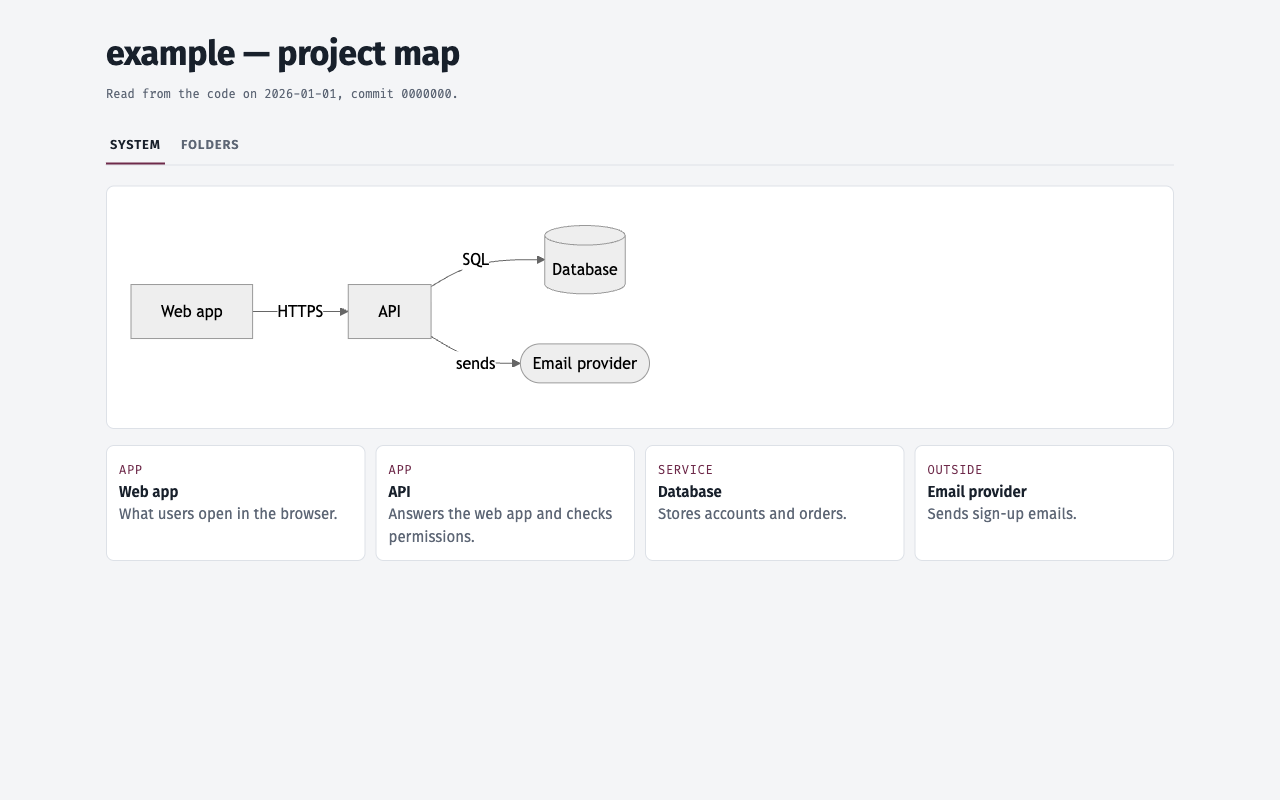 example — project map
Read from the code on 2026-01-01, commit 0000000.
SYSTEM FOLDERS
SQL
Database
Web app
HTTPS
API
sends
Email provider
APP
Web app
What users open in the browser.
APP
API
Answers the web app and checks
permissions.
SERVICE
Database
Stores accounts and orders.
OUTSIDE
Email provider
Sends sign-up emails.